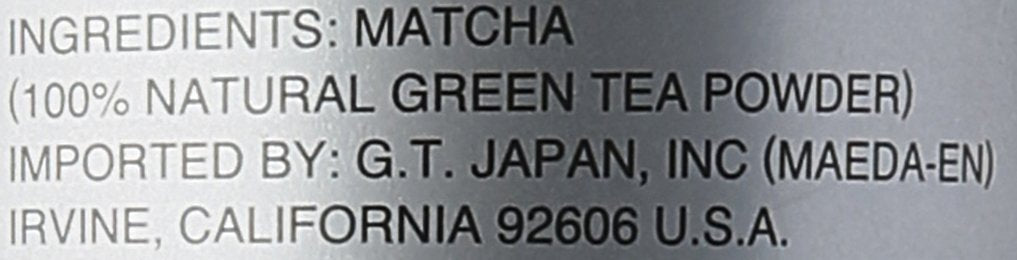 INGREDIENTS: MATCHA
(100% NATURAL GREEN TEA POWDER)
IMPORTED BY: G.T. JAPAN, INC (MAEDA-EN)
IRVINE, CALIFORNIA 92606 U.S.A.